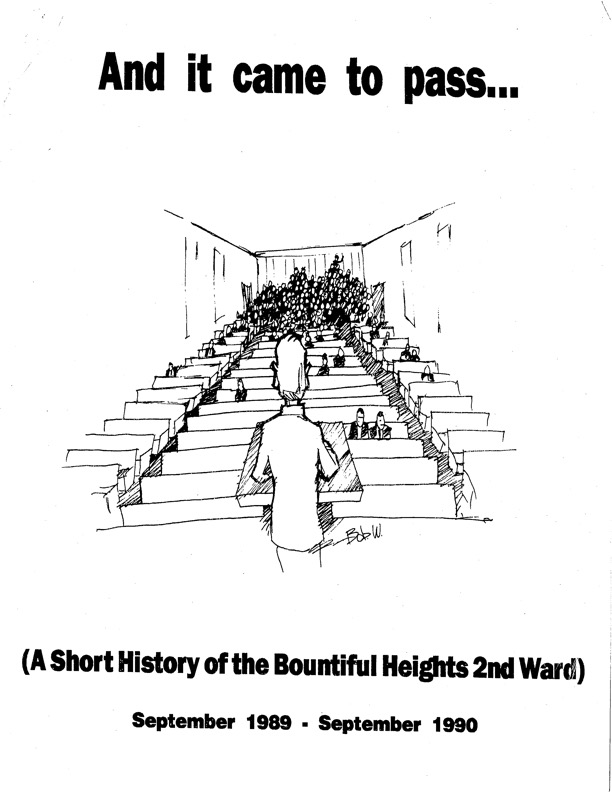 And it came to pass...
Bob W.
(A Short History of the Bountiful Heights 2nd Ward)
September 1989 - September 1990